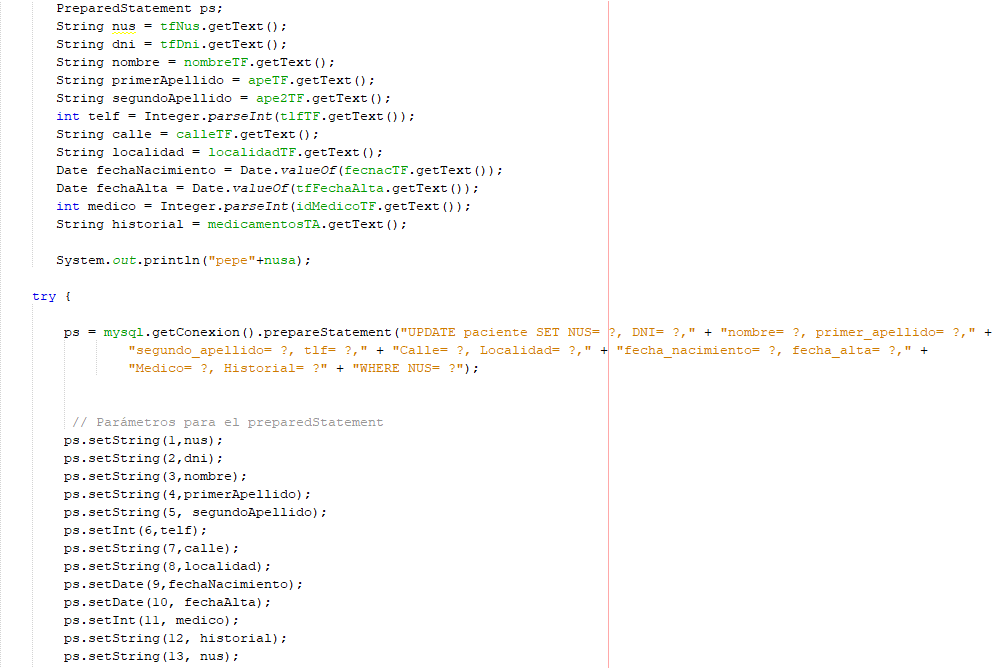 PreparedStatement ps;
String nus = tfNus.getText();
String dni = tfDni.getText();
String nombre = nombreTF.getText();
String primerApellido = apeTF.getText();
String segundoApellido = ape2TF.getText();
int telf = Integer.parseInt(tlfTF.getText());
String calle = calleTF.getText();
String localidad = localidadTF.getText();
Date fechaNacimiento = Date.valueOf(fecnacTF.getText());
Date fechaAlta = Date.valueOf(tfFechaAlta.getText());
int medico = Integer.parseInt(idMedicoTF.getText());
String historial = medicamentosTA.getText();
System.out.println("pepe"+nusa);
try {
ps = mysql.getConexion().prepareStatement("UPDATE paciente SET NUS= ?, DNI= ?," + "nombre= ?, primer_apellido= ?," +
"segundo_apellido= ?, tlf= ?," + "Calle= ?, Localidad= ?," + "fecha_nacimiento= ?, fecha_alta= ?," +
"Medico= ?, Historial= ?" + "WHERE NUS= ?");
// Parámetros para el preparedStatement
ps.setString(1,nus);
ps.setString(2,dni);
ps.setString(3,nombre);
ps.setString(4,primerApellido);
ps.setString(5, segundoApellido);
ps.setInt(6,telf);
ps.setString(7,calle);
ps.setString(8,localidad);
ps.setDate(9,fechaNacimiento);
ps.setDate(10, fechaAlta);
ps.setInt(11, medico);
ps.setString(12, historial);
ps.setString(13, nus);